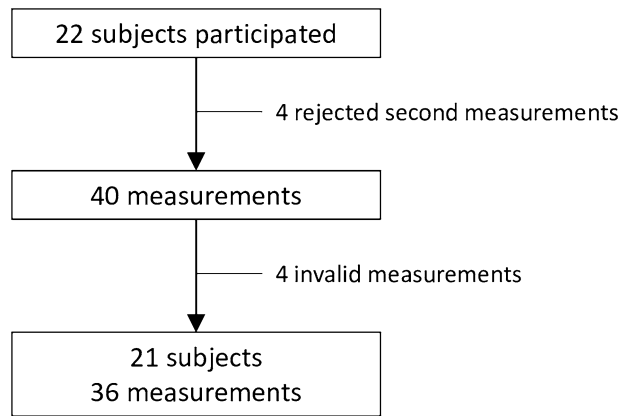 22 subjects participated
4 rejected second measurements
40 measurements
4 invalid measurements
21 subjects
36 measurements